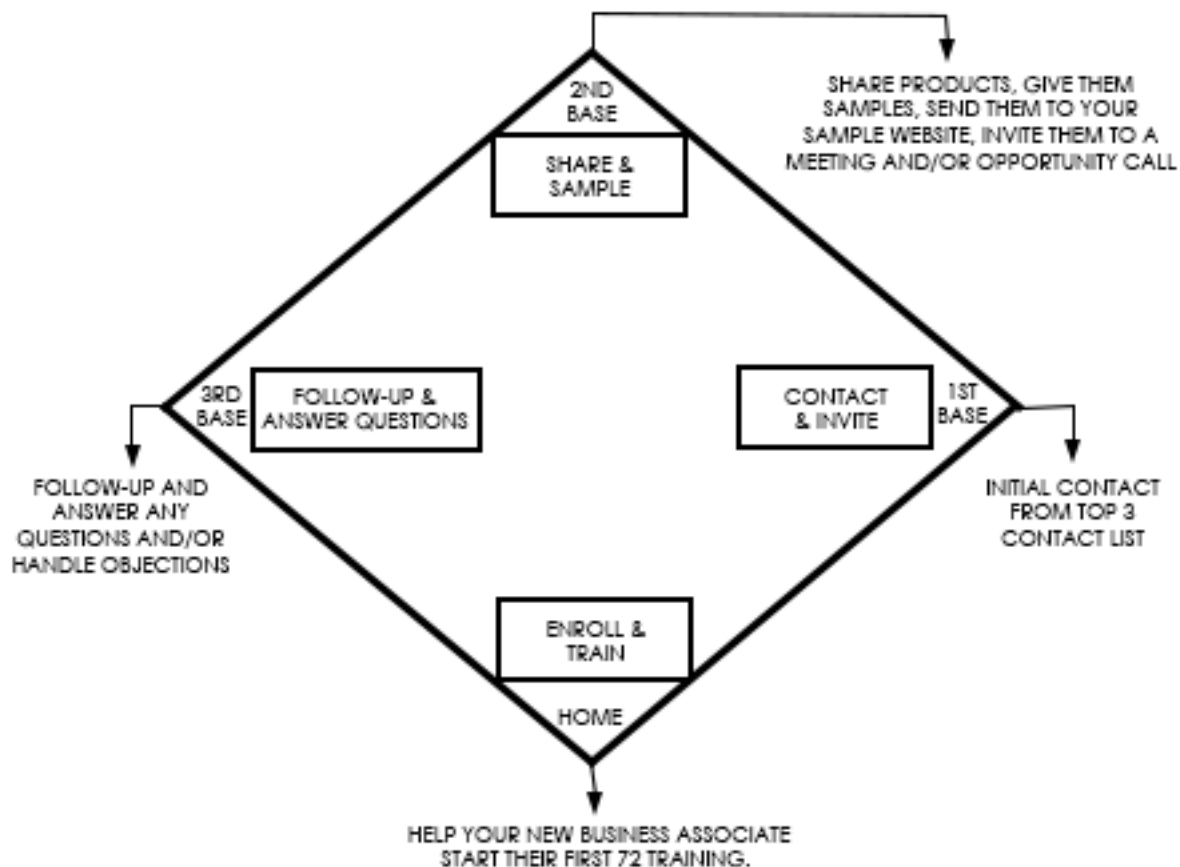 2ND
BASE
SHARE &
SAMPLE
SHARE PRODUCTS, GIVE THEM
SAMPLES, SEND THEM TO YOUR
SAMPLE WEBSITE, INVITE THEM TO A
MEETING AND/OR OPPORTUNITY CALL
3RD
BASE
FOLLOW-UP &
ANSWER QUESTIONS
CONTACT
& INVITE
1ST
BASE
FOLLOW-UP AND
ANSWER ANY
QUESTIONS AND/OR
HANDLE OBJECTIONS
INITIAL CONTACT
FROM TOP 3
CONTACT LIST
ENROLL &
TRAIN
HOME
HELP YOUR NEW BUSINESS ASSOCIATE
START THEIR FIRST 72 TRAINING.